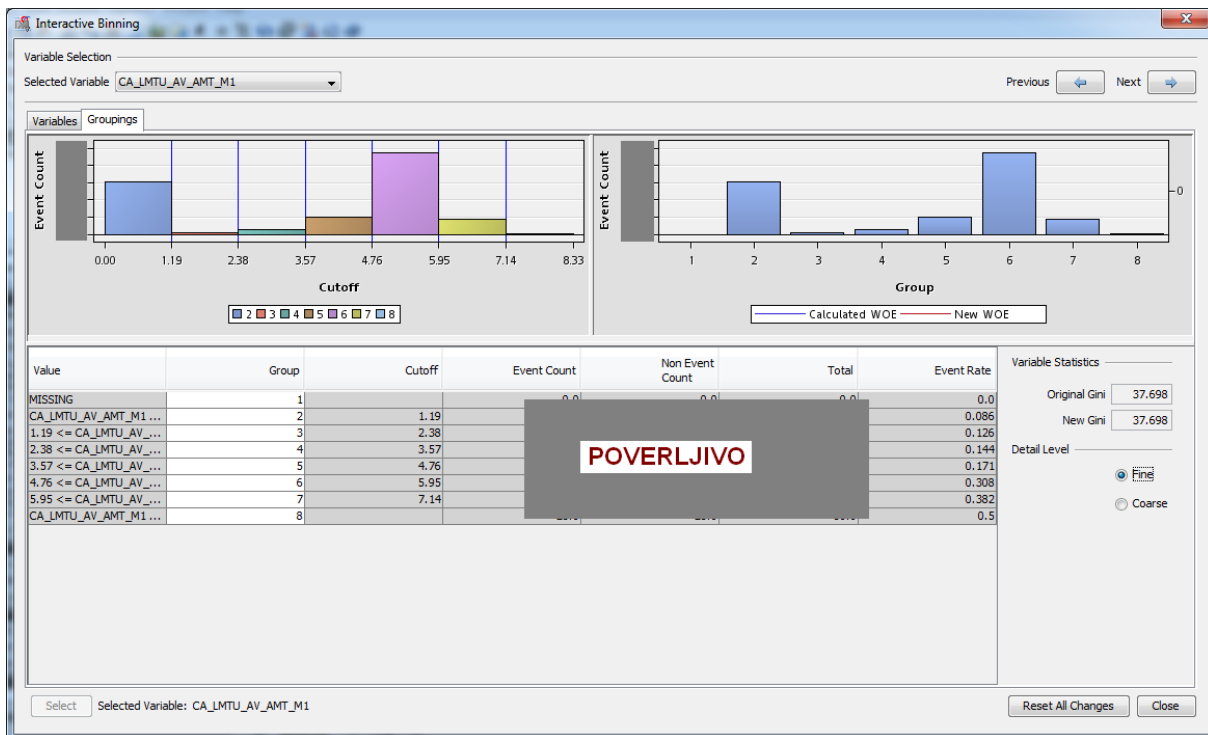 Interactive Binning
Variable Selection
Selected Variable CA_LMTU_AV_AMT_M1
Previous Next
Variables Groupings
Event Count
0.00 1.19 2.38 3.57 4.76 5.95 7.14 8.33
Cutoff
2 3 4 5 6 7 8
Event Count
0
1 2 3 4 5 6 7 8
Group
Calculated WOE New WOE
Value Group Cutoff Event Count Non Event Count Total Event Rate
MISSING 1 0.0 0.0 0.0 0.0
CA_LMTU_AV_AMT_M1 ... 2 1.19 0.086
1.19 <= CA_LMTU_AV_... 3 2.38 0.126
2.38 <= CA_LMTU_AV_... 4 3.57 0.144
3.57 <= CA_LMTU_AV_... 5 4.76 0.171
4.76 <= CA_LMTU_AV_... 6 5.95 0.308
5.95 <= CA_LMTU_AV_... 7 7.14 0.382
CA_LMTU_AV_AMT_M1 ... 8 0.5
POVERLJIVO
Variable Statistics
Original Gini 37.698
New Gini 37.698
Detail Level
Fine
Coarse
Select Selected Variable: CA_LMTU_AV_AMT_M1
Reset All Changes Close